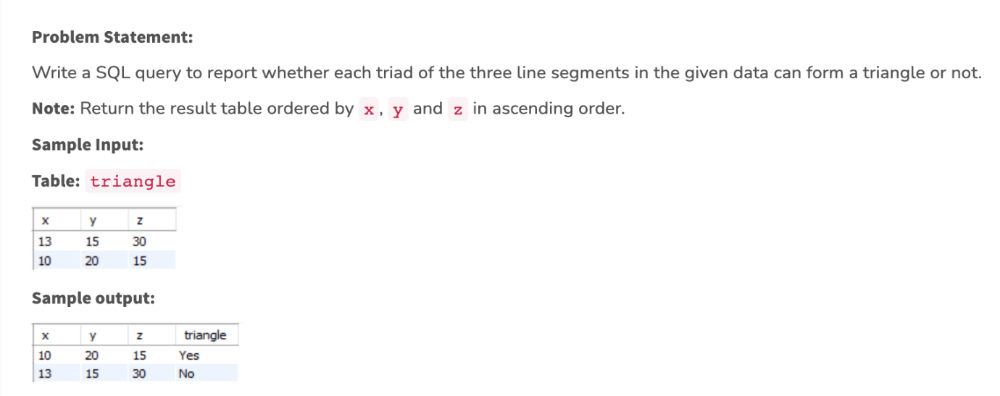 Problem Statement:
Write a SQL query to report whether each triad of the three line segments in the given data can form a triangle or not.
Note: Return the result table ordered by x, y and z in ascending order.
Sample Input:
Table: triangle
x y z
13 15 30
10 20 15
Sample output:
x y z triangle
10 20 15 Yes
13 15 30 No